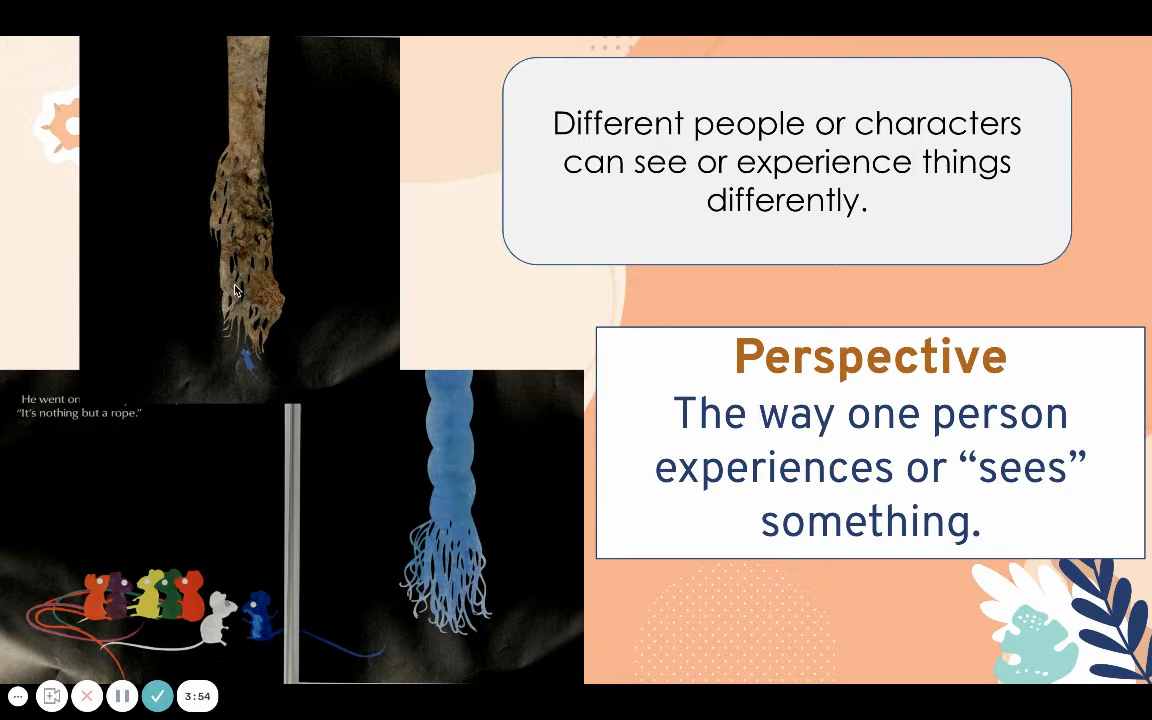 Different people or characters
can see or experience things
differently.
Perspective
The way one person
experiences or “sees”
something.
He went on
“It’s nothing but a rope.”
3:54